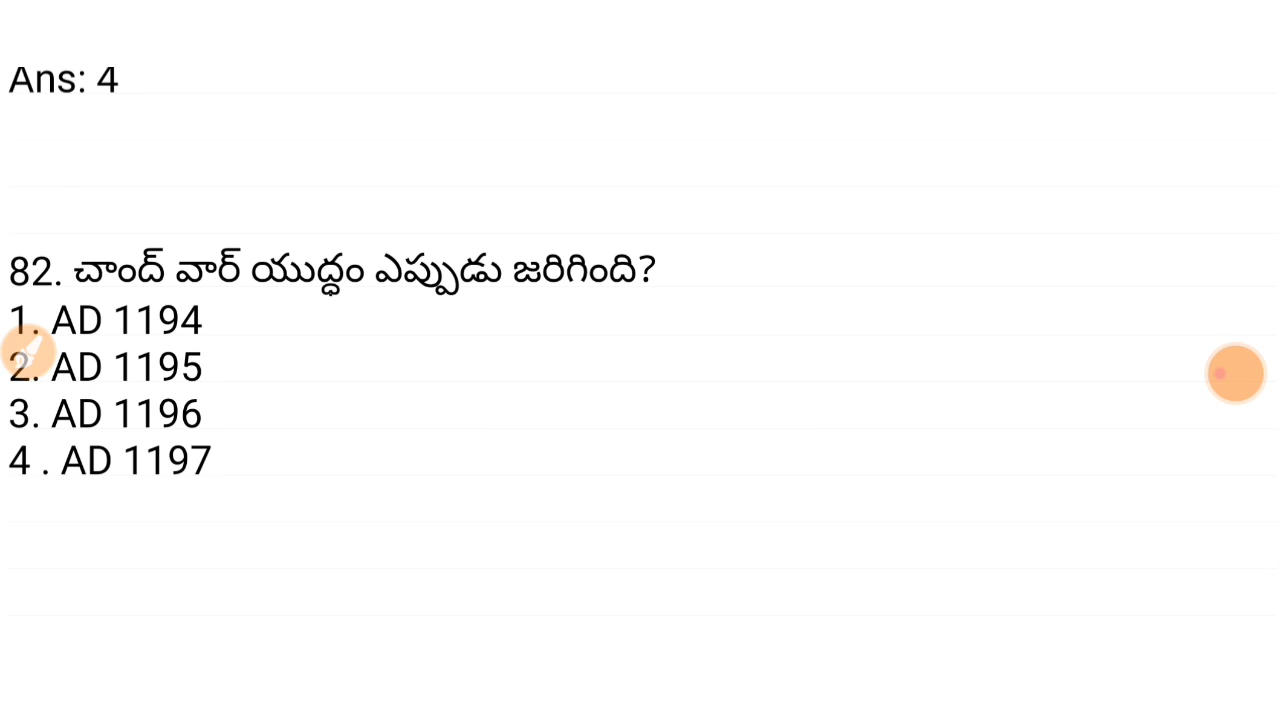 Ans: 4
82. చాంద్ వార్ యుద్ధం ఎప్పుడు జరిగింది?
1. AD 1194
2. AD 1195
3. AD 1196
4 . AD 1197